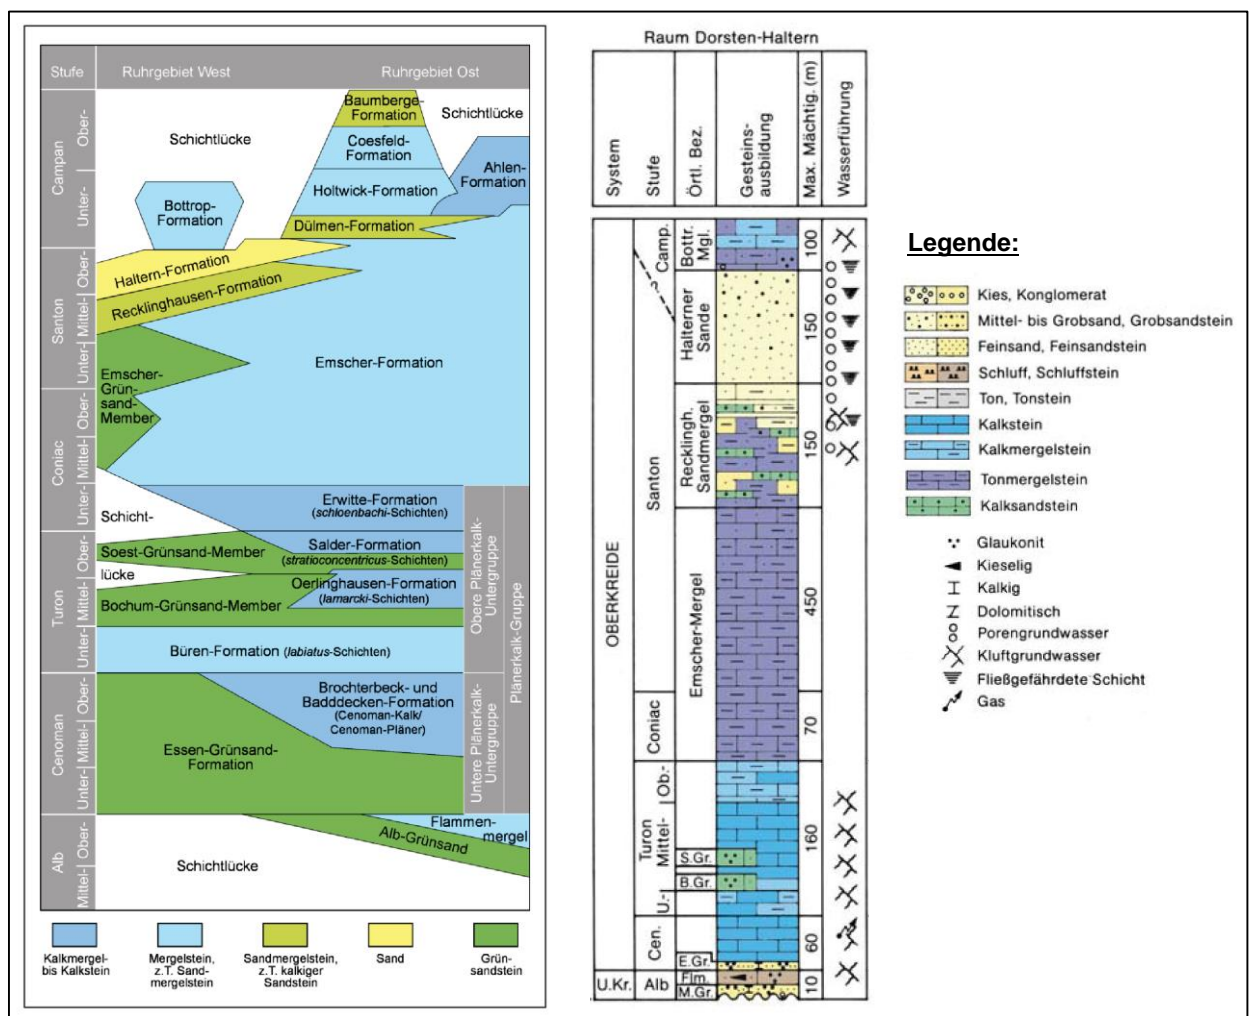 Stufe
Ruhrgebiet West
Ruhrgebiet Ost
Campan
Ober-
Unter-
Santon
Ober-
Mittel-
Unter-
Coniac
Ober-
Mittel-
Unter-
Turon
Ober-
Mittel-
Unter-
Cenoman
Ober-
Mittel-
Unter-
Alb
Ober-
Mittel-
Schichtlücke
Baumberge-
Formation
Schichtlücke
Coesfeld-
Formation
Ahlen-
Formation
Holtwick-Formation
Bottrop-
Formation
Dülmen-Formation
Haltern-Formation
Recklinghausen-Formation
Emscher-Formation
Emscher-
Grün-
sand-
Member
Erwitte-Formation
(schloenbachi-Schichten)
Schicht-
lücke
Soest-Grünsand-Member
Salder-Formation
(stratioconcentricus-Schichten)
Oerlinghausen-Formation
(lamarcki-Schichten)
Bochum-Grünsand-Member
Büren-Formation (labiatus-Schichten)
Brochterbeck- und
Badddecken-Formation
(Cenoman-Kalk/
Cenoman-Pläner)
Essen-Grünsand-
Formation
Obere Plänerkalk-
Untergruppe
Untere Plänerkalk-
Untergruppe
Plänerkalk-Gruppe
Flammen-
mergel
Alb-Grünsand
Schichtlücke
Kalkmergel-
bis Kalkstein
Mergelstein,
z.T. Sand-
mergelstein
Sandmergelstein,
z.T. kalkiger
Sandstein
Sand
Grün-
sandstein
Raum Dorsten-Haltern
System
Stufe
Örtl. Bez.
Gesteins-
ausbildung
Max. Mächtig. (m)
Wasserführung
OBERKREIDE
U.Kr.
Camp.
?
Santon
Coniac
Turon
Ob.-
Mittel-
U.-
Cen.
Alb
Bottr.
Mgl.
Halterner
Sande
Recklingh.
Sandmergel
Emscher-Mergel
S.Gr.
B.Gr.
E.Gr.
Flm.
M.Gr.
100
150
150
450
70
160
60
10
Legende:
Kies, Konglomerat
Mittel- bis Grobsand, Grobsandstein
Feinsand, Feinsandstein
Schluff, Schluffstein
Ton, Tonstein
Kalkstein
Kalkmergelstein
Tonmergelstein
Kalksandstein
Glaukonit
Kieselig
Kalkig
Dolomitisch
Porengrundwasser
Kluftgrundwasser
Fließgefährdete Schicht
Gas